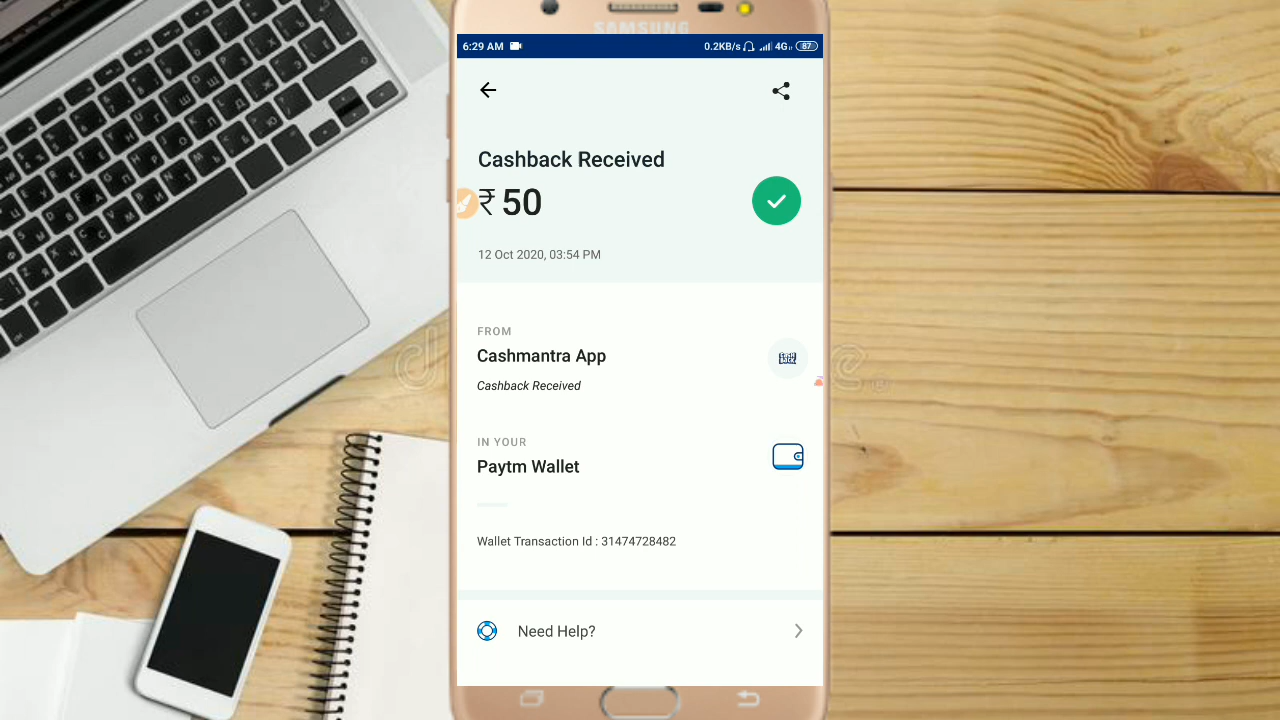 SAMSUNG
6:29 AM
0.2KB/s 4G 87
Cashback Received
₹ 50
12 Oct 2020, 03:54 PM
FROM
Cashmantra App
Cashback Received
IN YOUR
Paytm Wallet
Wallet Transaction Id : 31474728482
Need Help?